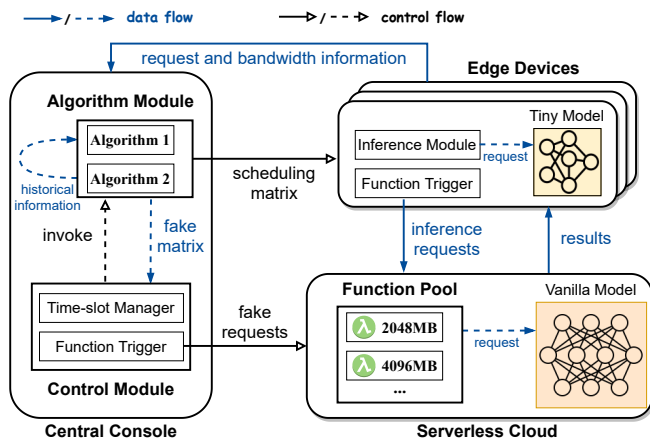 / data flow / control flow
request and bandwidth information
Edge Devices
Algorithm Module
Algorithm 1
Algorithm 2
historical
information
scheduling
matrix
Tiny Model
Inference Module
request
Function Trigger
invoke
fake
matrix
inference
requests
results
Time-slot Manager
Function Trigger
Control Module
Central Console
fake
requests
Function Pool
λ 2048MB
λ 4096MB
...
request
Vanilla Model
Serverless Cloud